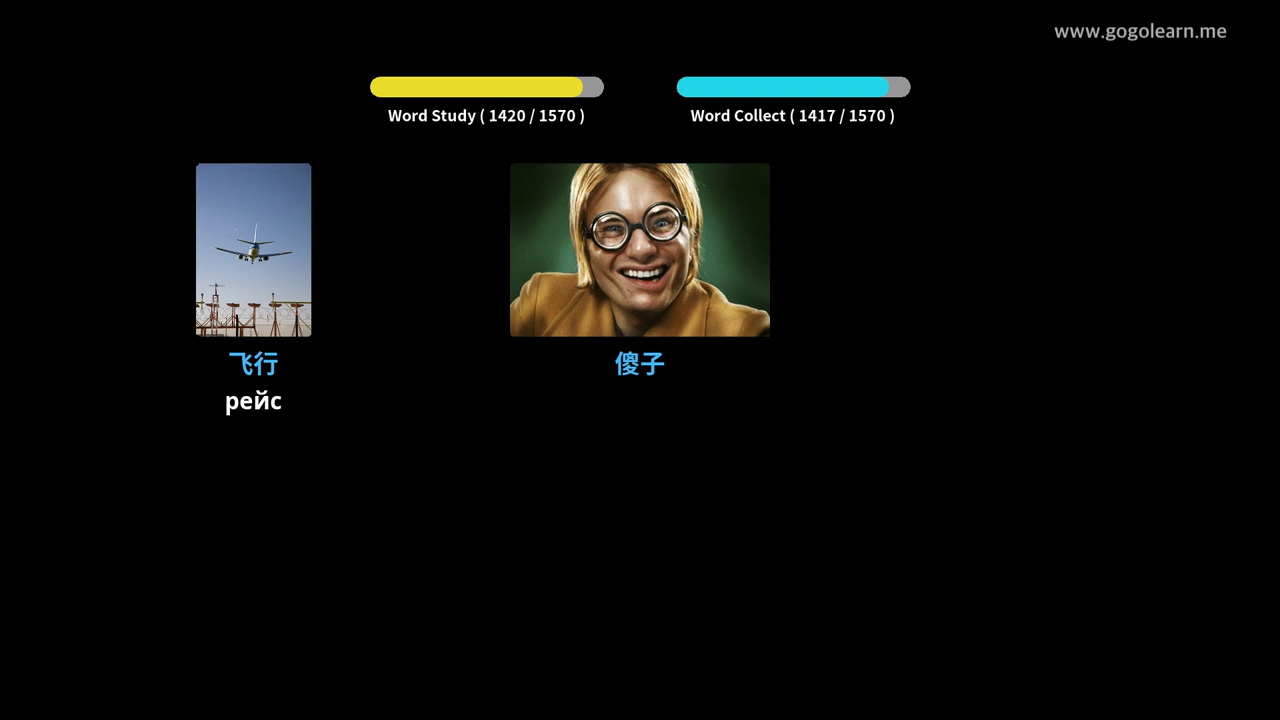 www.gogolearn.me
Word Study ( 1420 / 1570 )
Word Collect ( 1417 / 1570 )
飞行
傻子
рейс